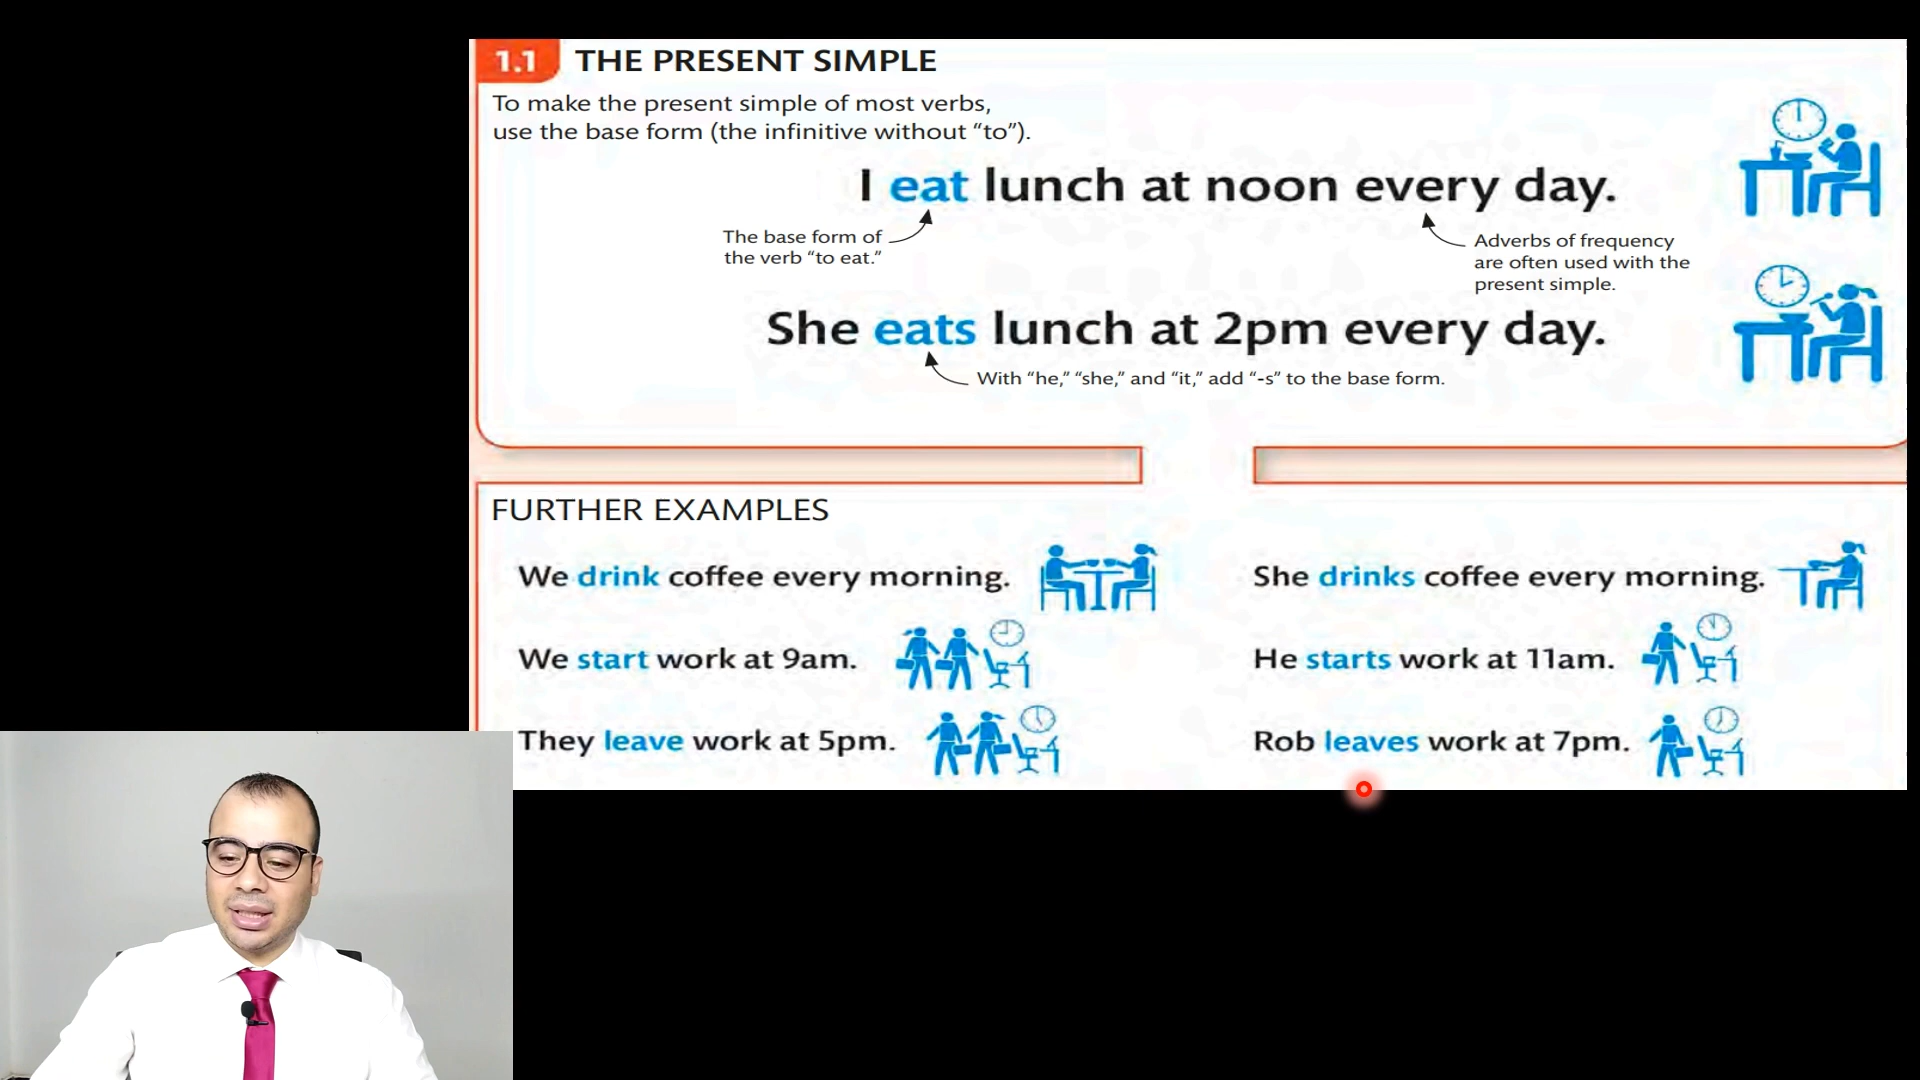 1.1 THE PRESENT SIMPLE
To make the present simple of most verbs,
use the base form (the infinitive without “to”).
I eat lunch at noon every day.
The base form of
the verb “to eat.”
Adverbs of frequency
are often used with the
present simple.
She eats lunch at 2pm every day.
With “he,” “she,” and “it,” add “-s” to the base form.
FURTHER EXAMPLES
We drink coffee every morning.
She drinks coffee every morning.
We start work at 9am.
He starts work at 11am.
They leave work at 5pm.
Rob leaves work at 7pm.